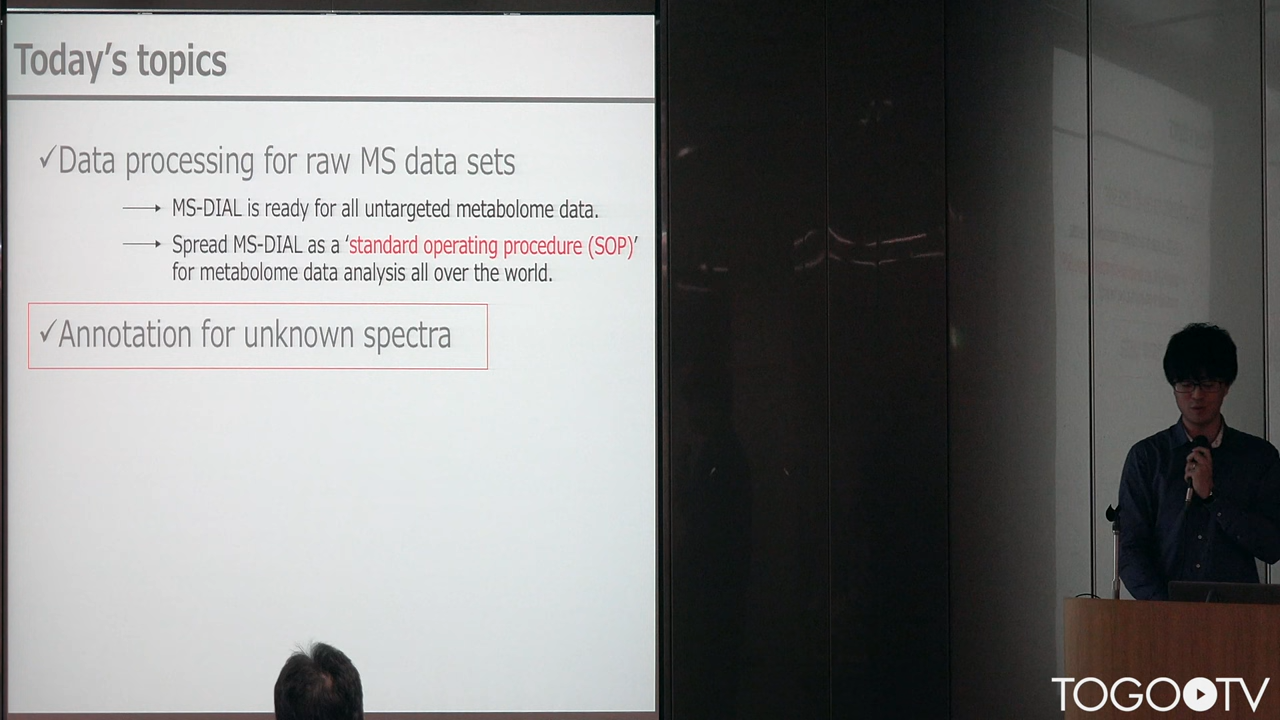 Today's topics
✓Data processing for raw MS data sets
→ MS-DIAL is ready for all untargeted metabolome data.
→ Spread MS-DIAL as a ‘standard operating procedure (SOP)’
for metabolome data analysis all over the world.
✓Annotation for unknown spectra
TOGO TV